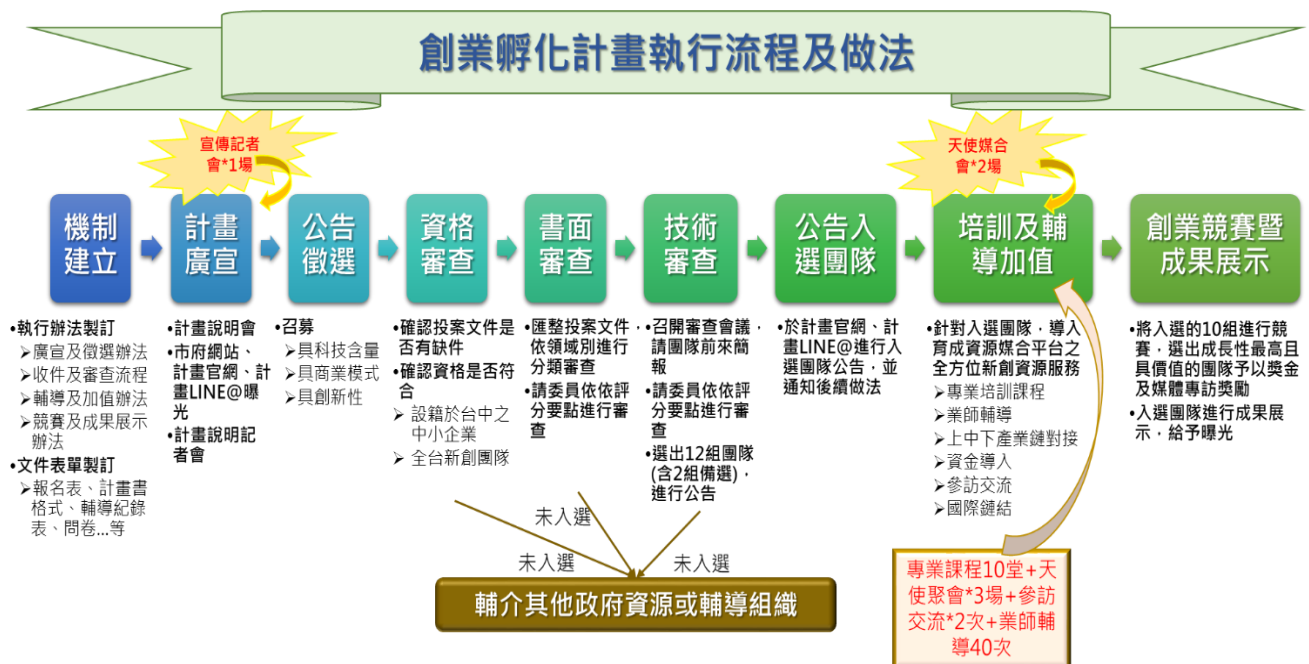 創業孵化計畫執行流程及做法
宣傳記者
會*1場
天使媒合
會*2場
機制
建立
計畫
廣宣
公告
徵選
資格
審查
書面
審查
技術
審查
公告入
選團隊
培訓及輔
導加值
創業競賽暨
成果展示
•執行辦法製訂
➢廣宣及徵選辦法
➢收件及審查流程
➢輔導及加值辦法
➢競賽及成果展示
辦法
•文件表單製訂
➢報名表、計畫書
格式、輔導紀錄
表、問卷...等
•計畫說明會
•市府網站、
計畫官網、計
畫LINE@曝
光
•計畫說明記
者會
•召募
➢具科技含量
➢具商業模式
➢具創新性
•確認投案文件是
否有缺件
•確認資格是否符
合
➢設籍於台中之
中小企業
➢全台新創團隊
•匯整投案文件，
依領域別進行
分類審查
•請委員依依評
分要點進行審
查
•召開審查會議，
請團隊前來簡
報
•請委員依依評
分要點進行審
查
•選出12組團隊
(含2組備選)，
進行公告
•於計畫官網、計
畫LINE@進行入
選團隊公告，並
通知後續做法
•針對入選團隊，導入
育成資源媒合平台之
全方位新創資源服務
➢專業培訓課程
➢業師輔導
➢上中下產業鏈對接
➢資金導入
➢參訪交流
➢國際鏈結
•將入選的10組進行競
賽，選出成長性最高且
具價值的團隊予以獎金
及媒體專訪獎勵
•入選團隊進行成果展
示，給予曝光
未入選
未入選
未入選
輔介其他政府資源或輔導組織
專業課程10堂+天
使聚會*3場+參訪
交流*2次+業師輔
導40次